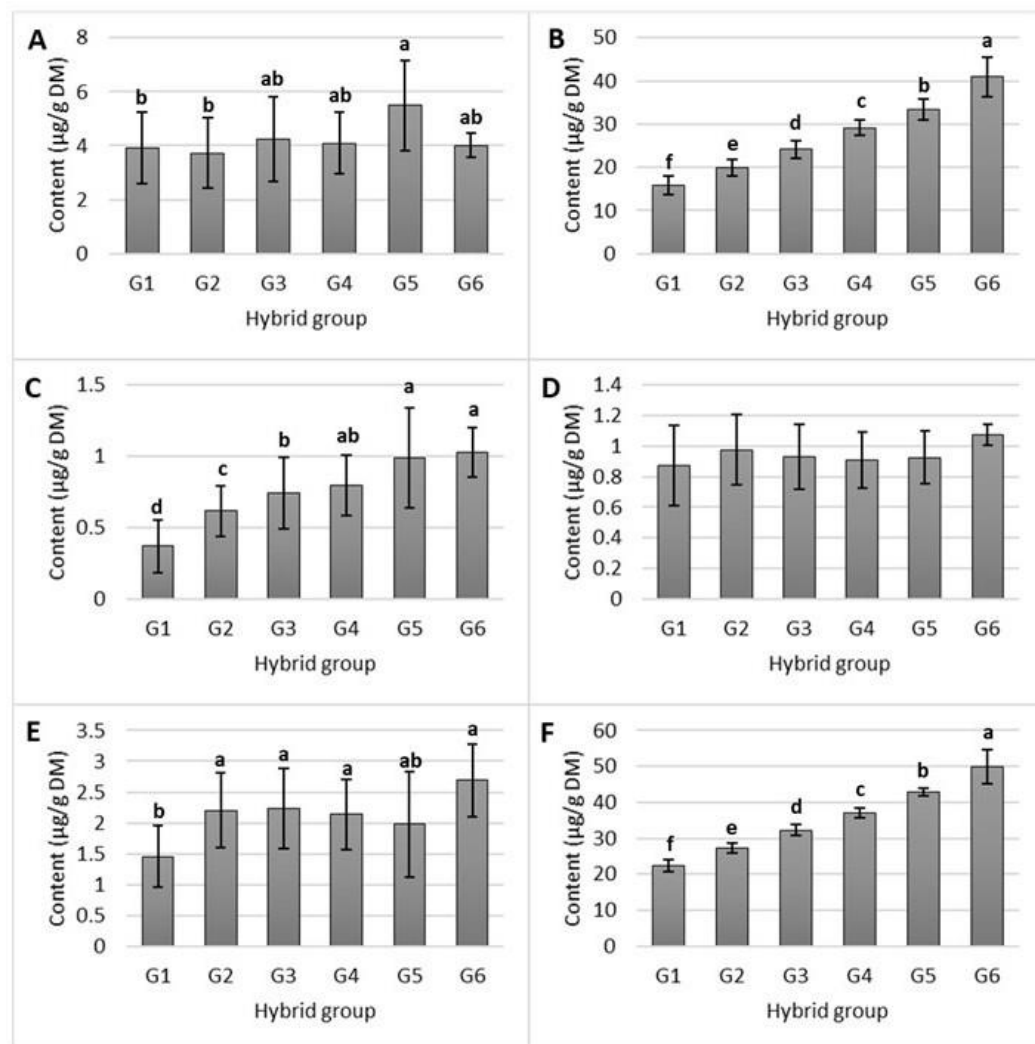 A
Content (µg/g DM)
8
6
4
2
0
b
b
ab
ab
a
ab
G1 G2 G3 G4 G5 G6
Hybrid group
B
Content (µg/g DM)
50
40
30
20
10
0
f
e
d
c
b
a
G1 G2 G3 G4 G5 G6
Hybrid group
C
Content (µg/g DM)
1.5
1
0.5
0
d
c
b
ab
a
a
G1 G2 G3 G4 G5 G6
Hybrid group
D
Content (µg/g DM)
1.4
1.2
1
0.8
0.6
0.4
0.2
0
G1 G2 G3 G4 G5 G6
Hybrid group
E
Content (µg/g DM)
3.5
3
2.5
2
1.5
1
0.5
0
b
a
a
a
ab
a
G1 G2 G3 G4 G5 G6
Hybrid group
F
Content (µg/g DM)
60
50
40
30
20
10
0
f
e
d
c
b
a
G1 G2 G3 G4 G5 G6
Hybrid group